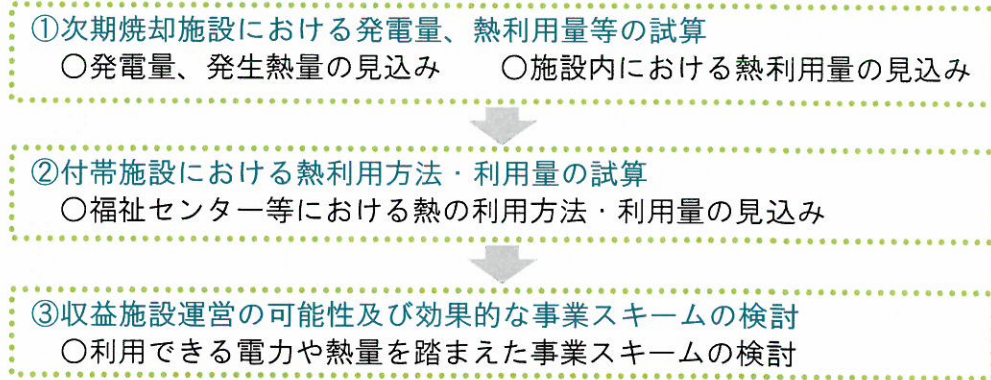 ①次期焼却施設における発電量、熱利用量等の試算
○発電量、発生熱量の見込み　○施設内における熱利用量の見込み
②付帯施設における熱利用方法・利用量の試算
○福祉センター等における熱の利用方法・利用量の見込み
③収益施設運営の可能性及び効果的な事業スキームの検討
○利用できる電力や熱量を踏まえた事業スキームの検討